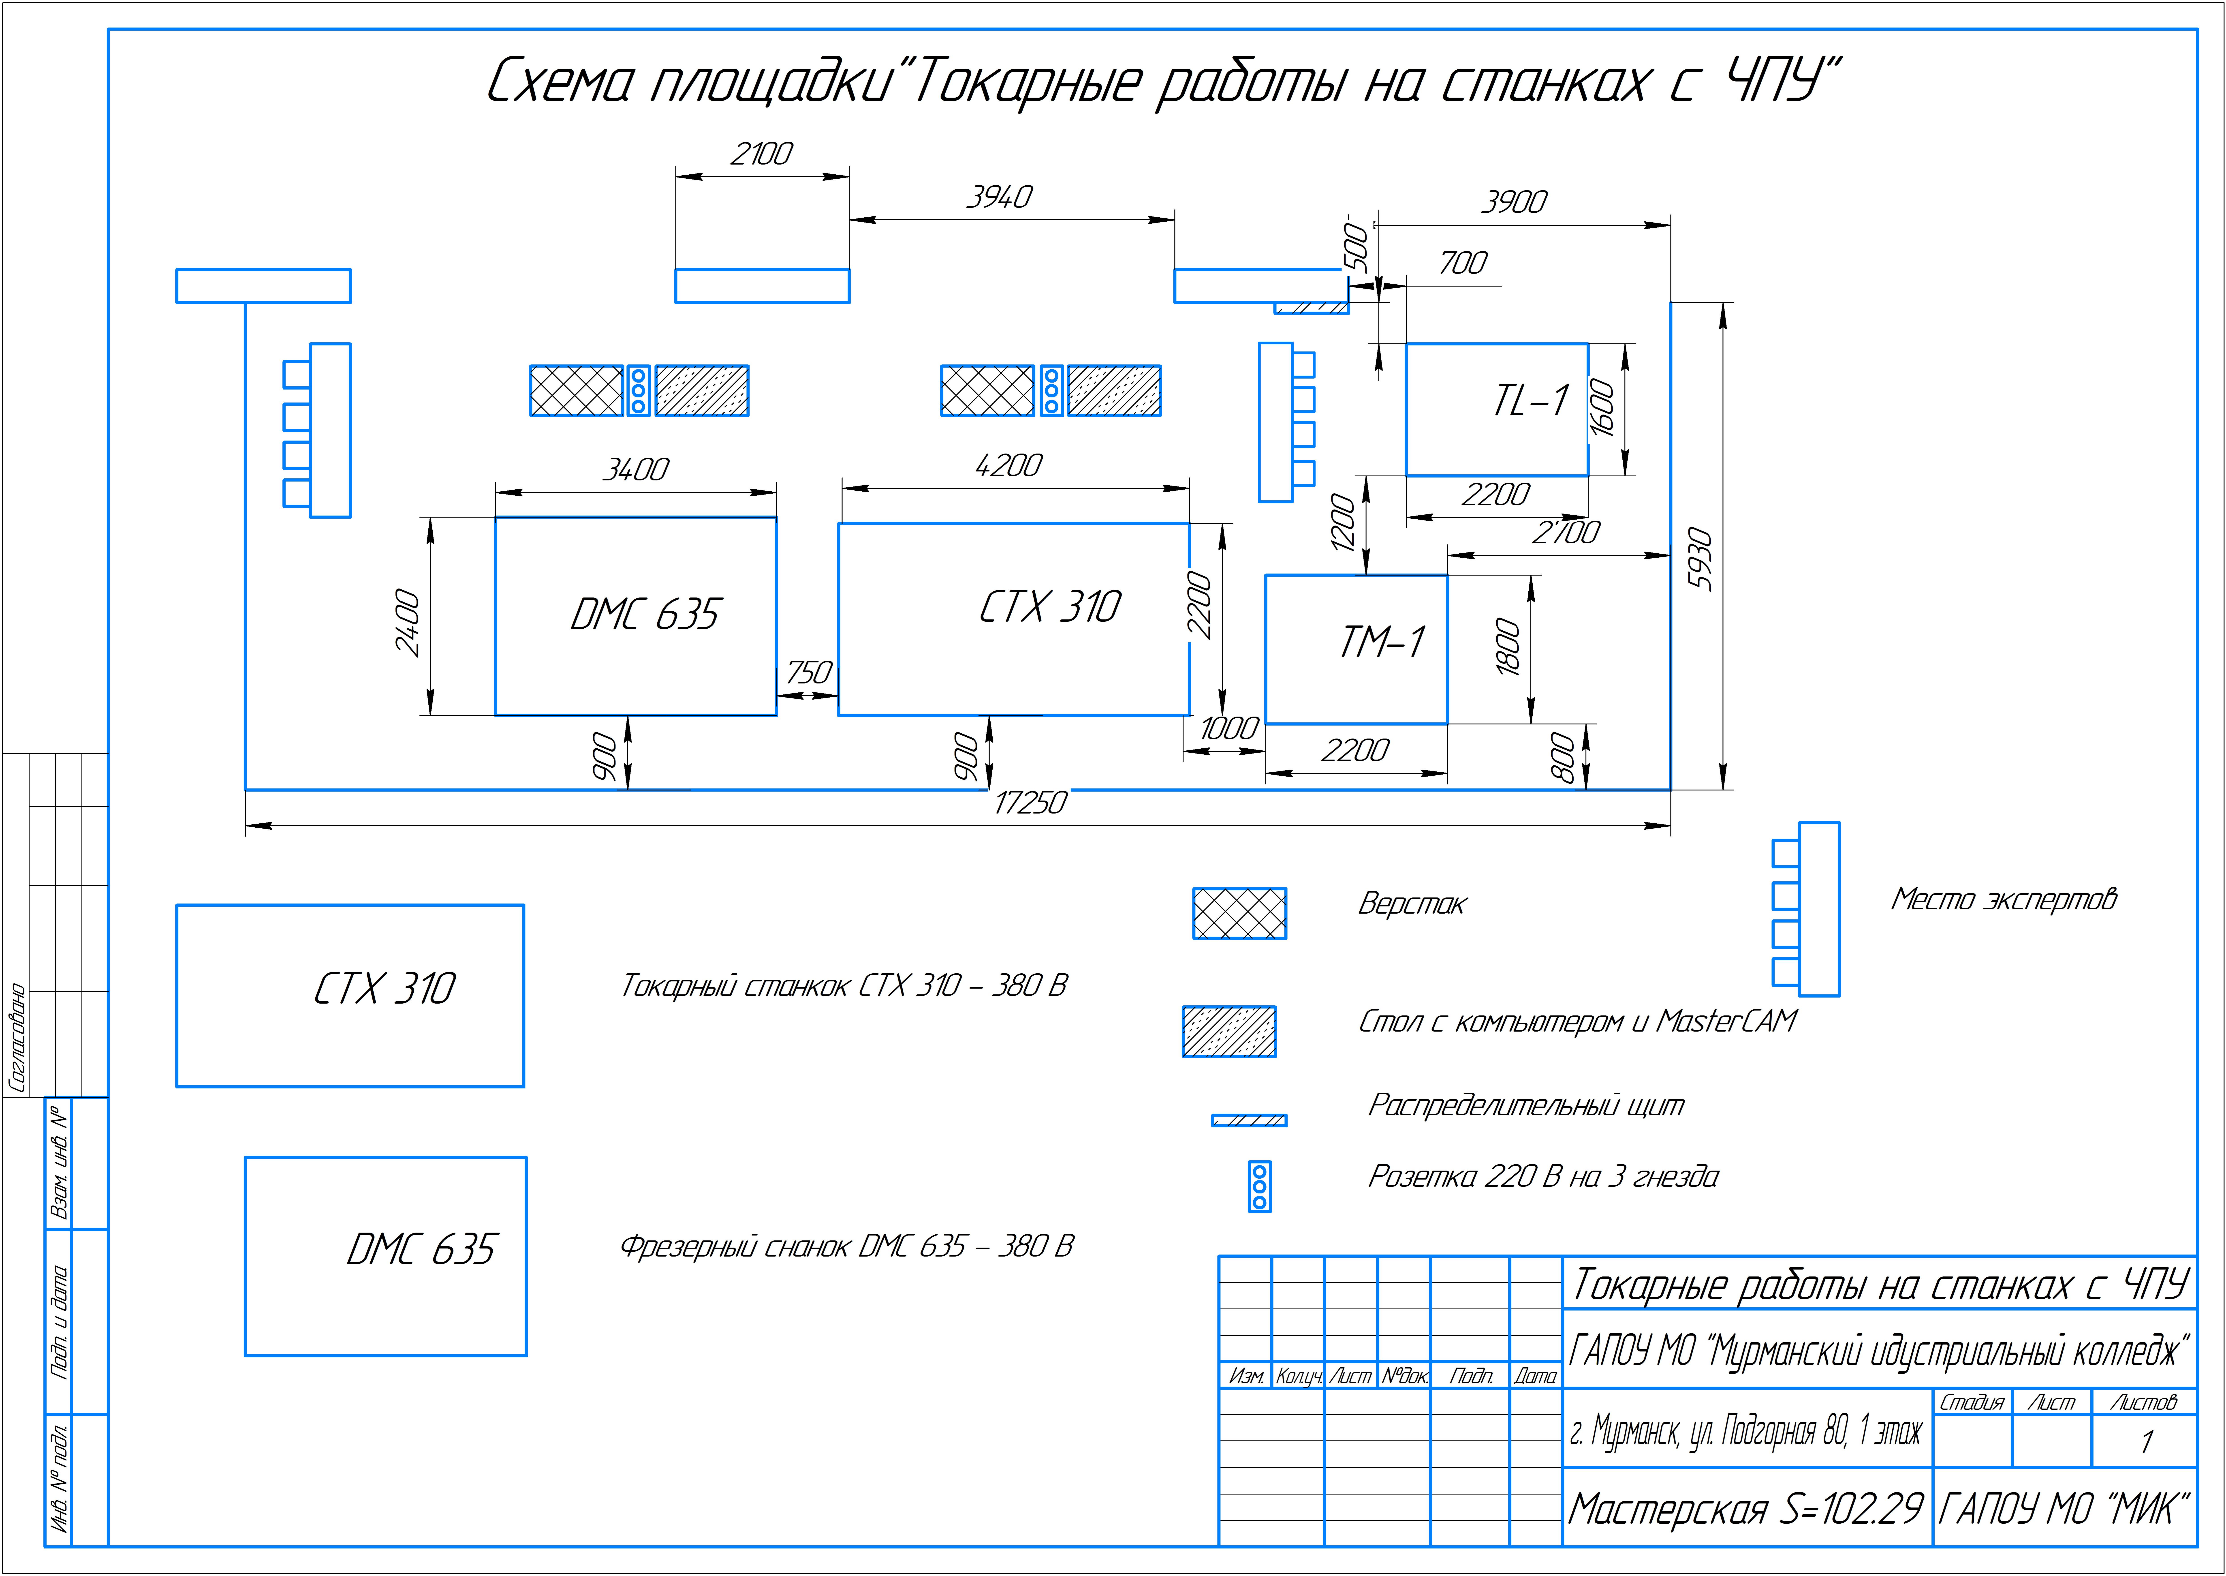 Схема площадки"Токарные работы на станках с ЧПУ"
2100
3940
3900
500
700
TL-1
1600
3400
4200
2200
1200
2700
5930
2400
DMC 635
CTX 310
2200
TM-1
1800
750
900
900
1000
2200
800
17250
Верстак
Место экспертов
CTX 310
Токарный станкок CTX 310 - 380 В
Стол с компьютером и MasterCAM
Распределительный щит
Розетка 220 В на 3 гнезда
DMC 635
Фрезерный снанок DMC 635 - 380 В
Согласовано
Взам. инв. №
Подп. и дата
Инв. № подл.
Токарные работы на станках с ЧПУ
ГАПОУ МО "Мурманский идустриальный колледж"
Изм. Кол.уч. Лист №док. Подп. Дата
Стадия Лист Листов
г. Мурманск, ул. Подгорная 80, 1 этаж
1
Мастерская S=102.29
ГАПОУ МО "МИК"